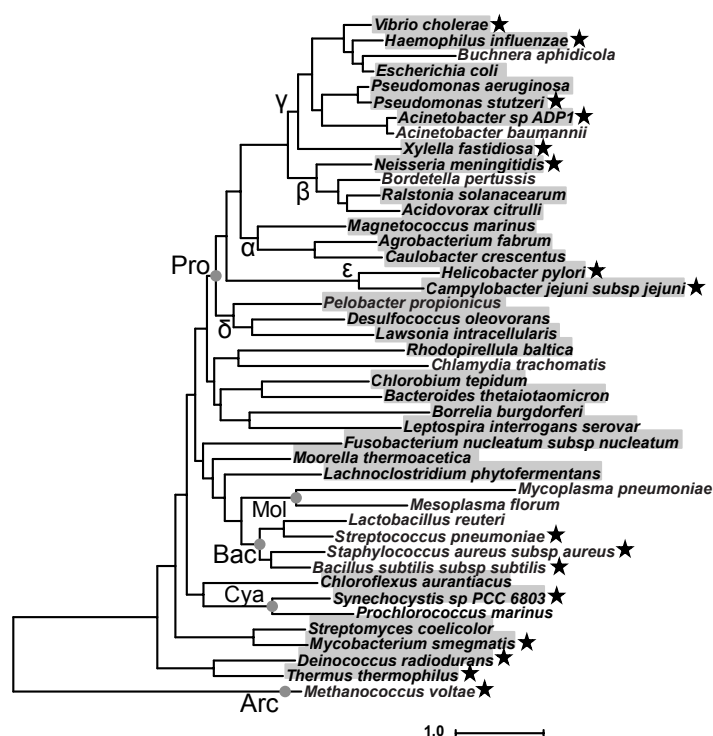 Vibrio cholerae
Haemophilus influenzae
Buchnera aphidicola
Escherichia coli
Pseudomonas aeruginosa
γ
Pseudomonas stutzeri
Acinetobacter sp ADP1
Acinetobacter baumannii
Xylella fastidiosa
Neisseria meningitidis
Bordetella pertussis
β
Ralstonia solanacearum
Acidovorax citrulli
Magnetococcus marinus
α
Agrobacterium fabrum
Caulobacter crescentus
Pro
ε
Helicobacter pylori
Campylobacter jejuni subsp jejuni
Pelobacter propionicus
δ
Desulfococcus oleovorans
Lawsonia intracellularis
Rhodopirellula baltica
Chlamydia trachomatis
Chlorobium tepidum
Bacteroides thetaiotaomicron
Borrelia burgdorferi
Leptospira interrogans serovar
Fusobacterium nucleatum subsp nucleatum
Moorella thermoacetica
Lachnoclostridium phytofermentans
Mycoplasma pneumoniae
Mol
Mesoplasma florum
Lactobacillus reuteri
Streptococcus pneumoniae
Bac
Staphylococcus aureus subsp aureus
Bacillus subtilis subsp subtilis
Chloroflexus aurantiacus
Cya
Synechocystis sp PCC 6803
Prochlorococcus marinus
Streptomyces coelicolor
Mycobacterium smegmatis
Deinococcus radiodurans
Thermus thermophilus
Methanococcus voltae
Arc
1.0